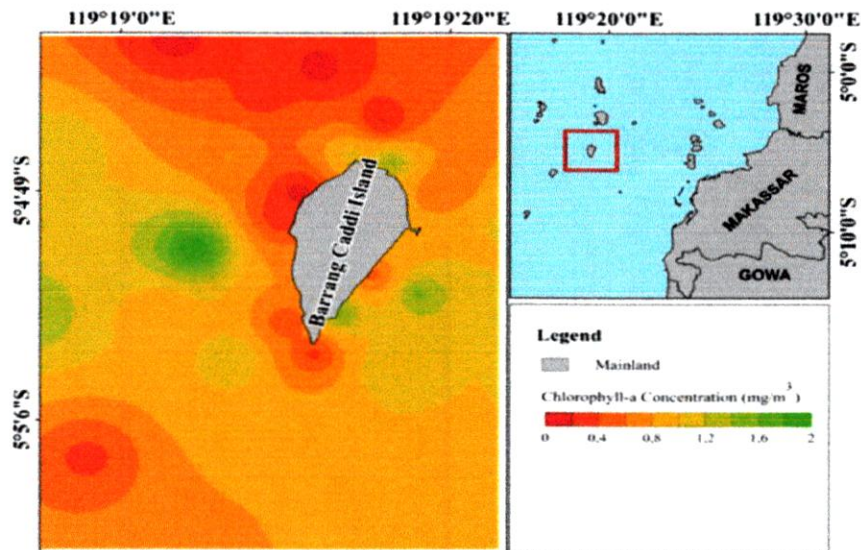 119°19'0"E
119°19'20"E
119°20'0"E
119°30'0"E
5°4'49"S
5°5'6"S
Barrang Caddi Island
5°0'0"S
5°10'0"S
MAROS
MAKASSAR
GOWA
Legend
Mainland
Chlorophyll-a Concentration (mg/m³)
0 0.4 0.8 1.2 1.6 2